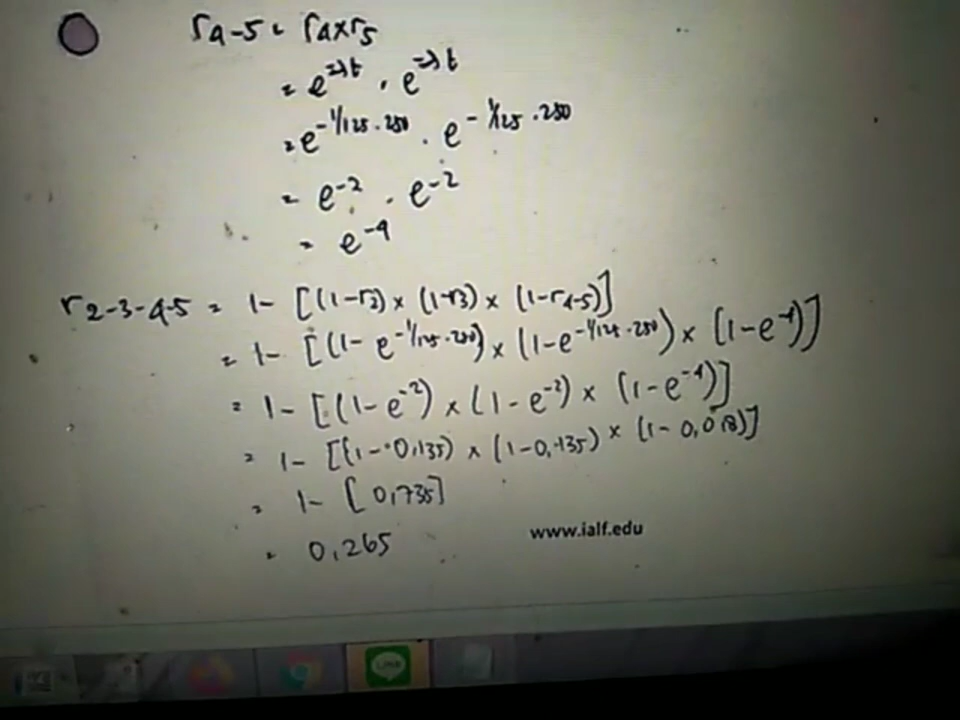 r4-5 = r4xr5
= e^-λt . e^-λt
= e^-1/125 . 250 . e^-1/125 . 250
= e^-2 . e^-2
= e^-4
r2-3-4-5 = 1- [(1-r2) x (1-r3) x (1-r4-5)]
= 1- [(1- e^-1/125 . 250) x (1-e^-1/125 . 250) x (1-e^-4)]
= 1- [(1-e^-2) x (1-e^-2) x (1-e^-4)]
= 1- [(1-0,135) x (1-0,135) x (1-0,018)]
= 1- [0,735]
= 0,265
www.ialf.edu
LINE